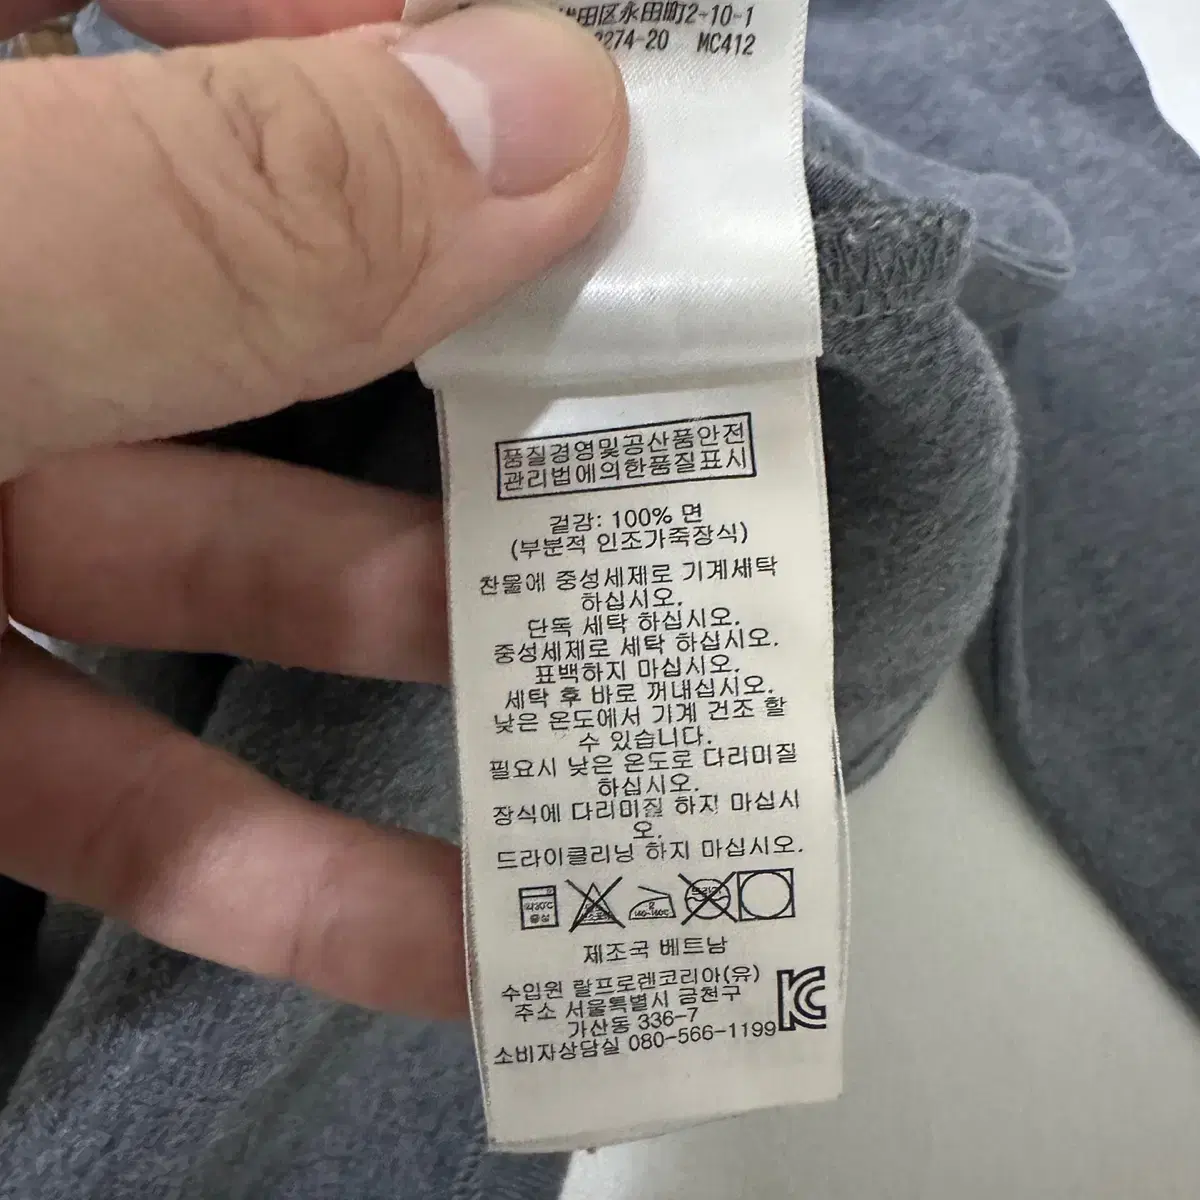 田区永田町2-10-1
2274-20 MC412
품질경영및공산품안전
관리법에의한품질표시
겉감: 100% 면
(부분적 인조가죽장식)
찬물에 중성세제로 기계세탁
하십시오.
단독 세탁 하십시오.
중성세제로 세탁 하십시오.
표백하지 마십시오.
세탁 후 바로 꺼내십시오.
낮은 온도에서 기계 건조 할
수 있습니다.
필요시 낮은 온도로 다리미질
하십시오.
장식에 다리미질 하지 마십시
오.
드라이클리닝 하지 마십시오.
제조국 베트남
수입원 랄프로렌코리아(유)
주소 서울특별시 금천구
가산동 336-7
소비자상담실 080-566-1199